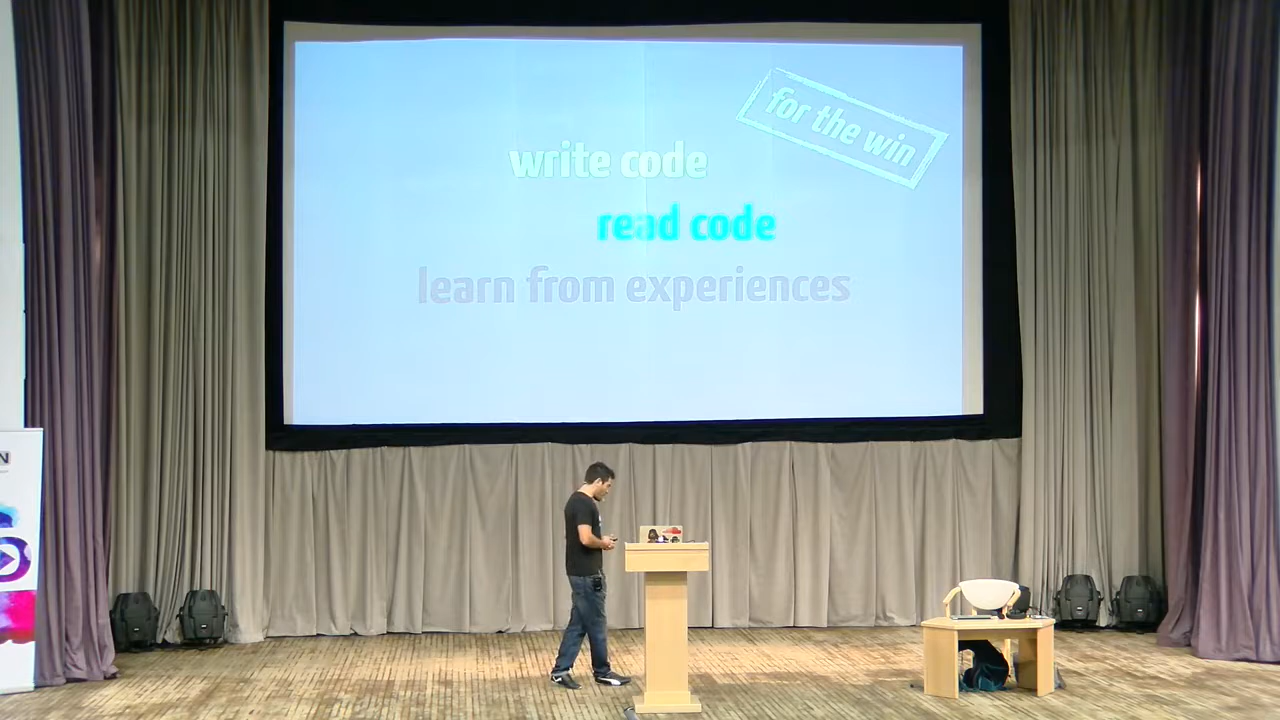 for the win
write code
read code
learn from experiences
N